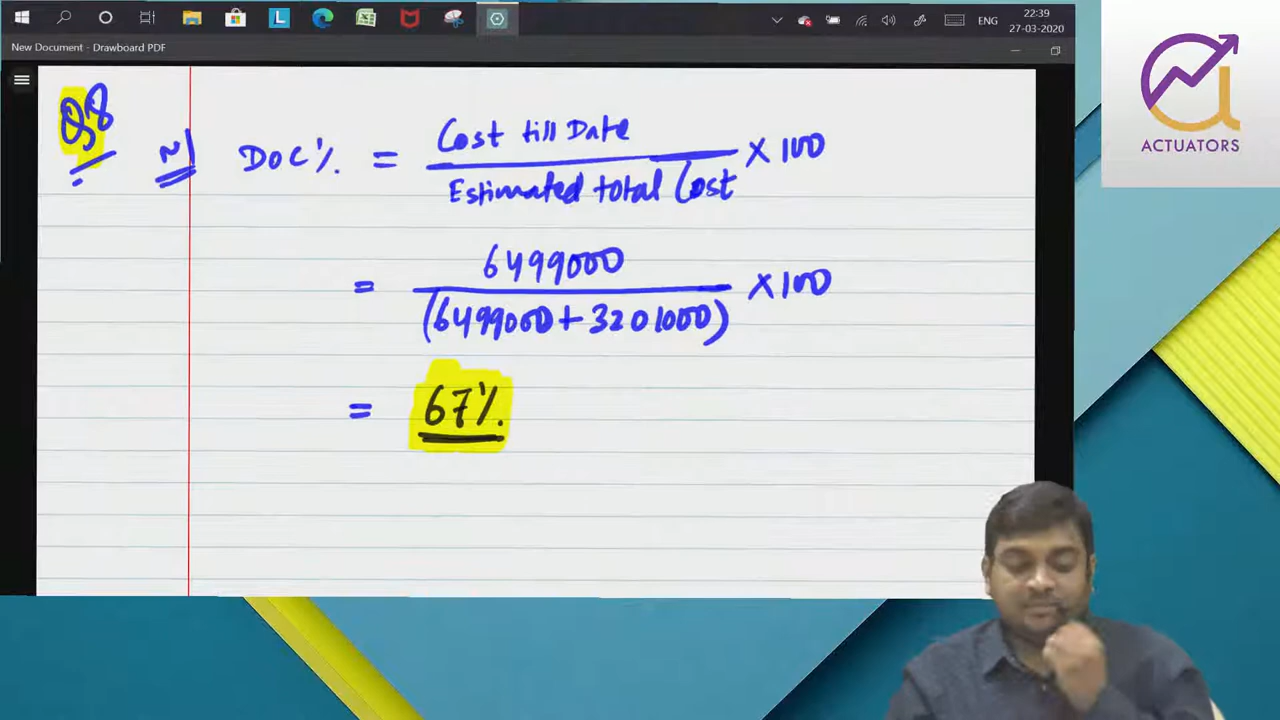 22:39
ENG
27-03-2020
New Document - Drawboard PDF
ACTUATORS
Q8
N1 DOC% = Cost till Date
Estimated total Cost × 100
= 6499000
(6499000 + 3201000) × 100
= 67%.